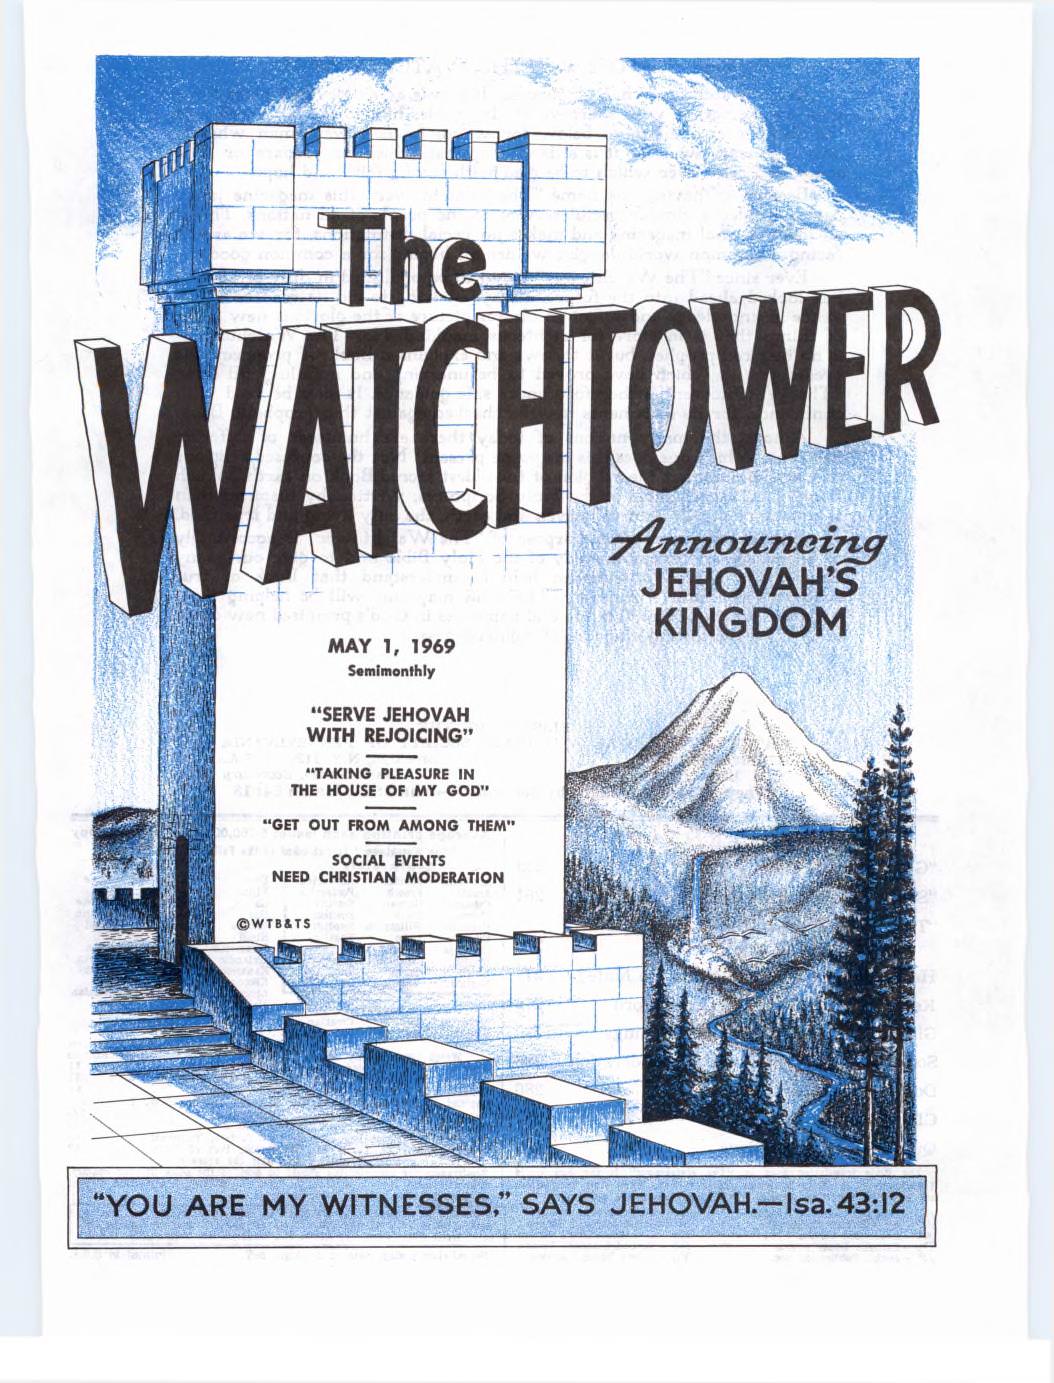 The
WATCHTOWER
Announcing
JEHOVAH'S
KINGDOM
MAY 1, 1969
Semimonthly
"SERVE JEHOVAH
WITH REJOICING"
"TAKING PLEASURE IN
THE HOUSE OF MY GOD"
"GET OUT FROM AMONG THEM"
SOCIAL EVENTS
NEED CHRISTIAN MODERATION
©WTB&TS
"YOU ARE MY WITNESSES," SAYS JEHOVAH.—Isa. 43:12